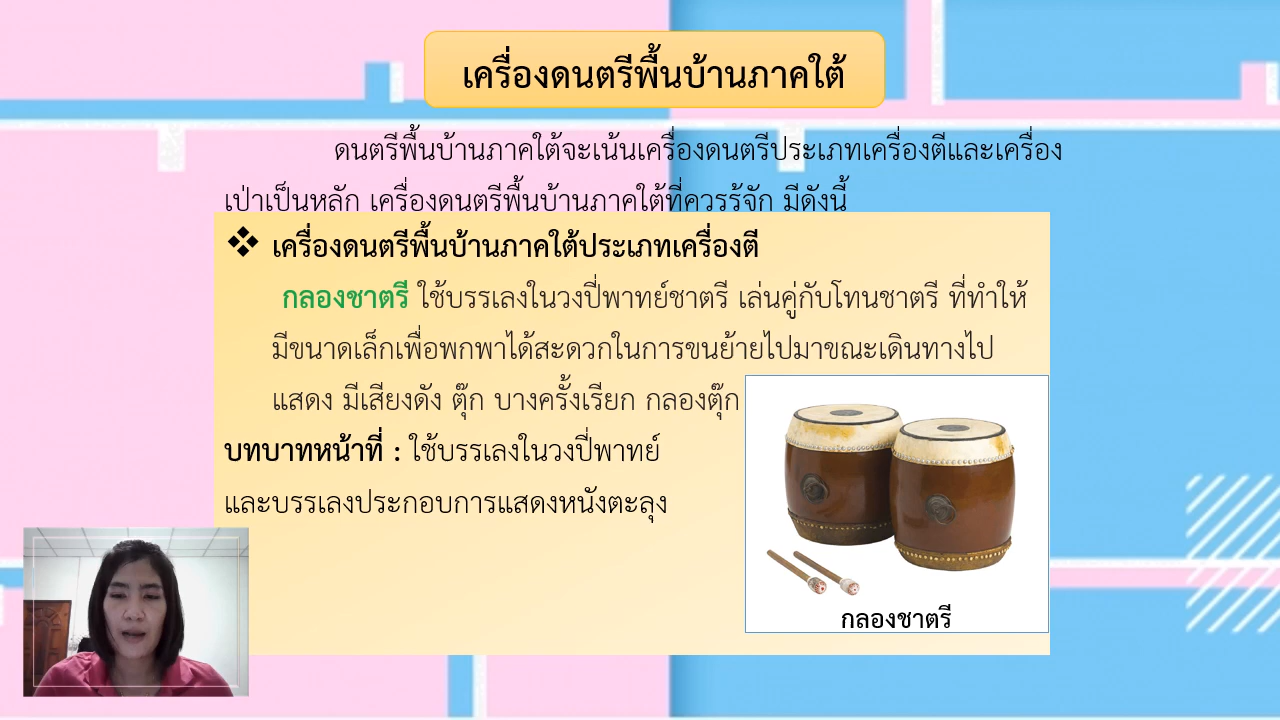 เครื่องดนตรีพื้นบ้านภาคใต้
ดนตรีพื้นบ้านภาคใต้จะเน้นเครื่องดนตรีประเภทเครื่องตีและเครื่อง
เป่าเป็นหลัก เครื่องดนตรีพื้นบ้านภาคใต้ที่ควรรู้จัก มีดังนี้
❖ เครื่องดนตรีพื้นบ้านภาคใต้ประเภทเครื่องตี
กลองชาตรี ใช้บรรเลงในวงปี่พาทย์ชาตรี เล่นคู่กับโทนชาตรี ที่ทำให้
มีขนาดเล็กเพื่อพกพาได้สะดวกในการขนย้ายไปมาขณะเดินทางไป
แสดง มีเสียงดัง ตุ๊ก บางครั้งเรียก กลองตุ๊ก
บทบาทหน้าที่ : ใช้บรรเลงในวงปี่พาทย์
และบรรเลงประกอบการแสดงหนังตะลุง
กลองชาตรี